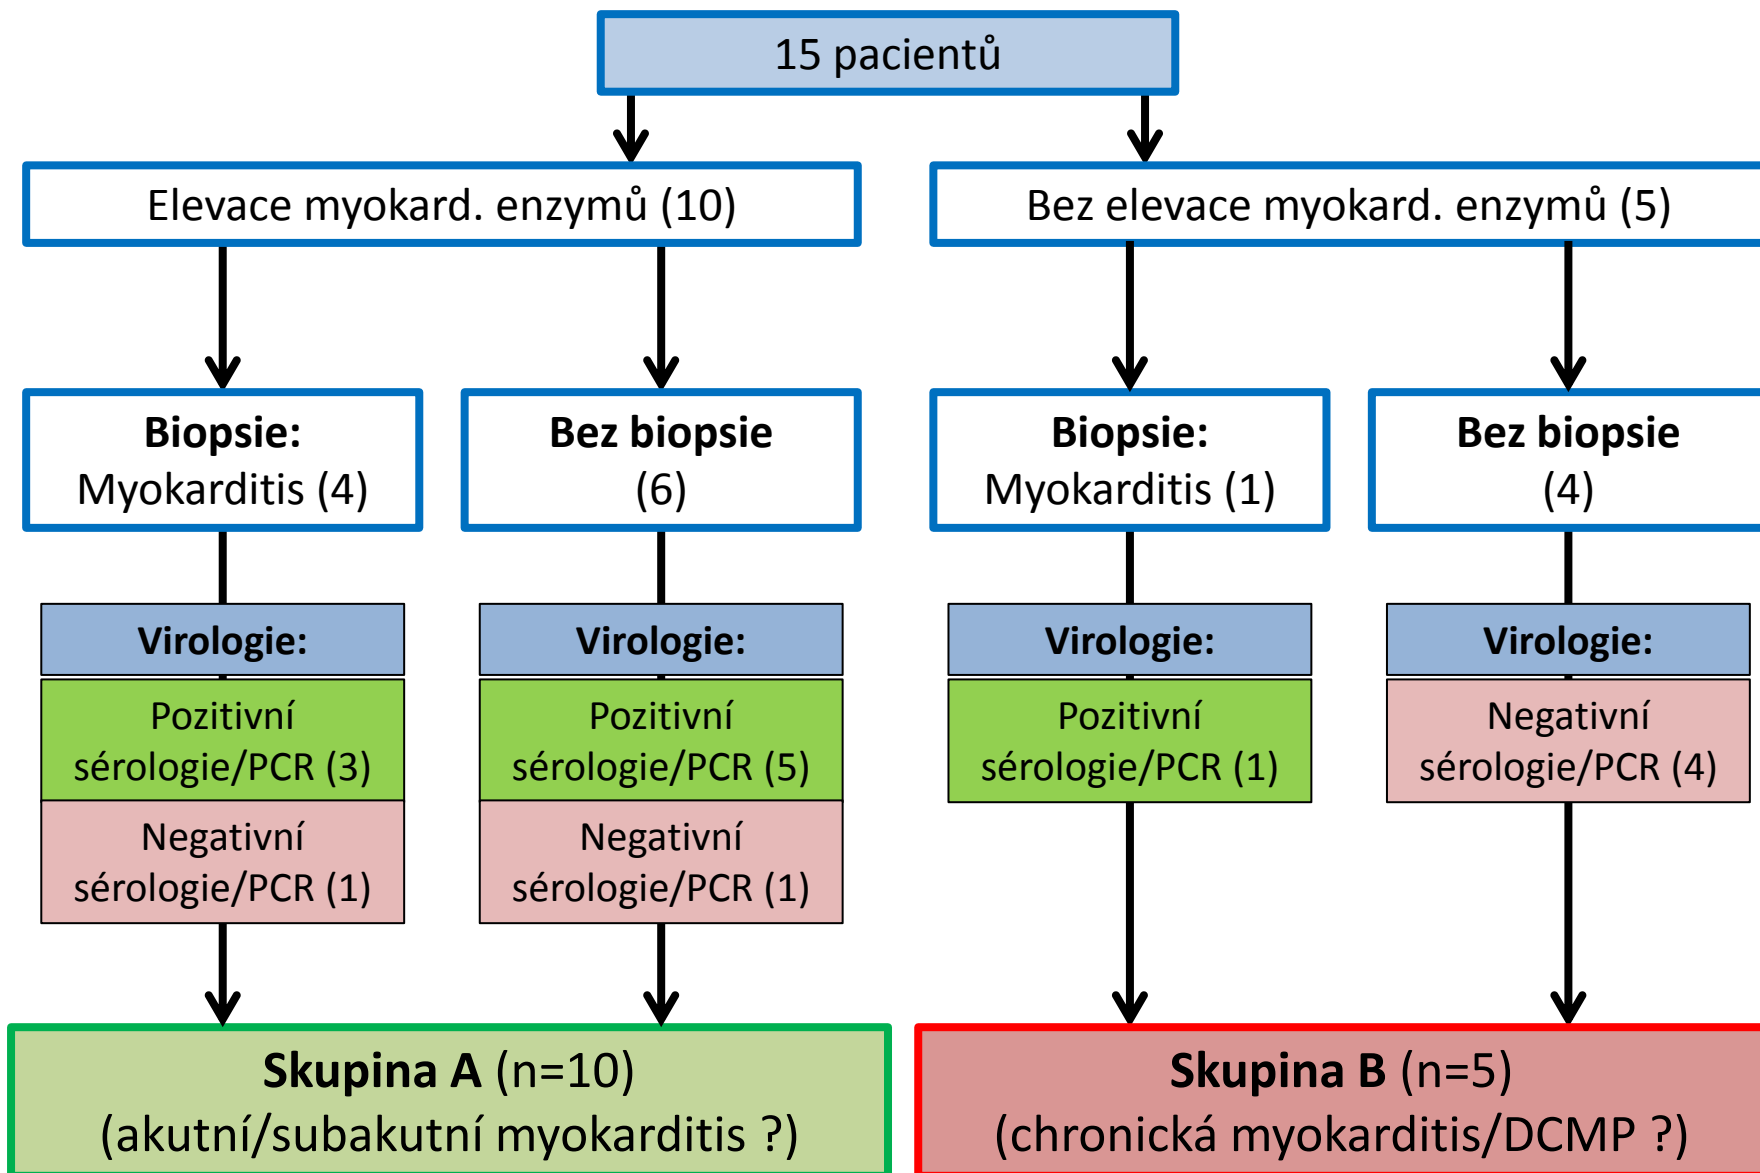 15 pacientů
Elevace myokard. enzymů (10)
Bez elevace myokard. enzymů (5)
Biopsie:
Myokarditis (4)
Bez biopsie
(6)
Biopsie:
Myokarditis (1)
Bez biopsie
(4)
Virologie:
Pozitivní
sérologie/PCR (3)
Negativní
sérologie/PCR (1)
Virologie:
Pozitivní
sérologie/PCR (5)
Negativní
sérologie/PCR (1)
Virologie:
Pozitivní
sérologie/PCR (1)
Virologie:
Negativní
sérologie/PCR (4)
Skupina A (n=10)
(akutní/subakutní myokarditis ?)
Skupina B (n=5)
(chronická myokarditis/DCMP ?)